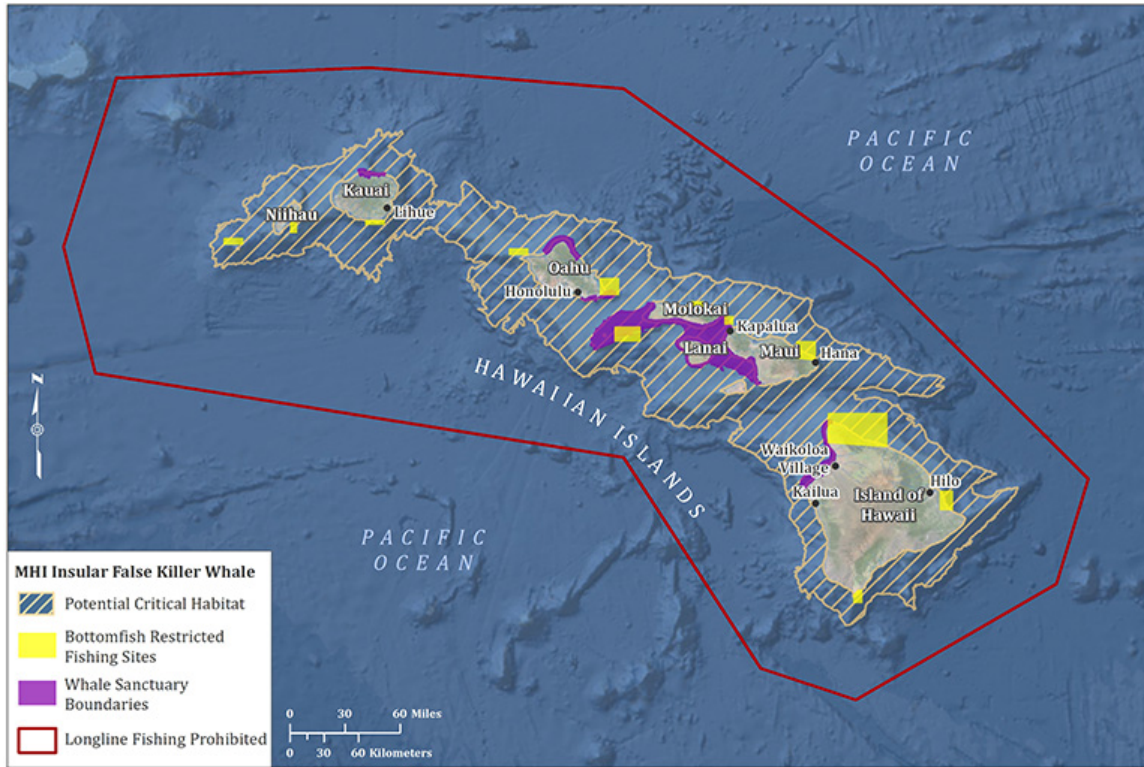 PACIFIC
OCEAN
Kauai
Niihau
Lihue
Oahu
Honolulu
Molokai
Kapalua
Lanai
Maui
Hana
HAWAIIAN ISLANDS
Waikoloa
Village
Kailua
Hilo
Island of
Hawaii
PACIFIC
OCEAN
N
MHI Insular False Killer Whale
Potential Critical Habitat
Bottomfish Restricted
Fishing Sites
Whale Sanctuary
Boundaries
Longline Fishing Prohibited
0 30 60 Miles
0 30 60 Kilometers